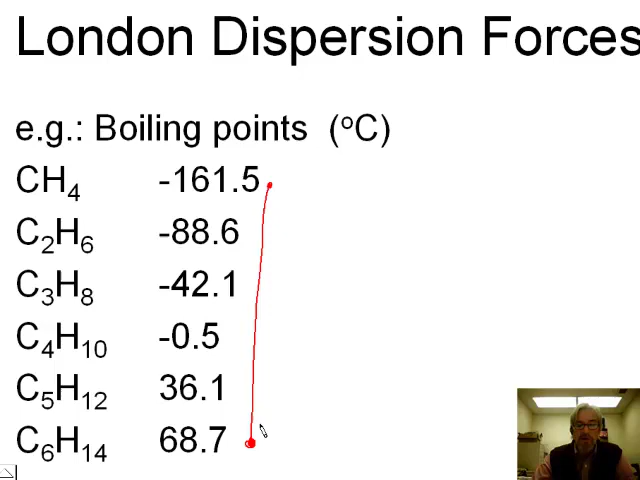 London Dispersion Forces
e.g.: Boiling points (°C)
CH₄ -161.5
C₂H₆ -88.6
C₃H₈ -42.1
C₄H₁₀ -0.5
C₅H₁₂ 36.1
C₆H₁₄ 68.7